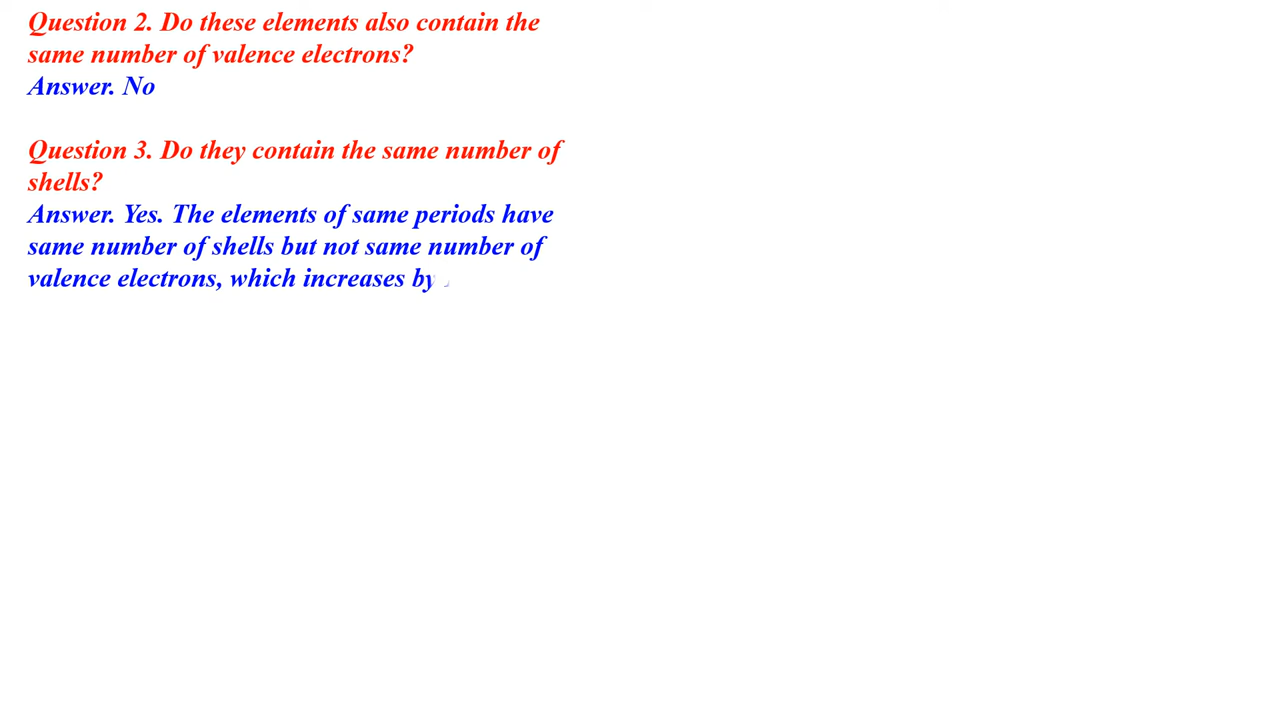 Question 2. Do these elements also contain the
same number of valence electrons?
Answer. No
Question 3. Do they contain the same number of
shells?
Answer. Yes. The elements of same periods have
same number of shells but not same number of
valence electrons, which increases by